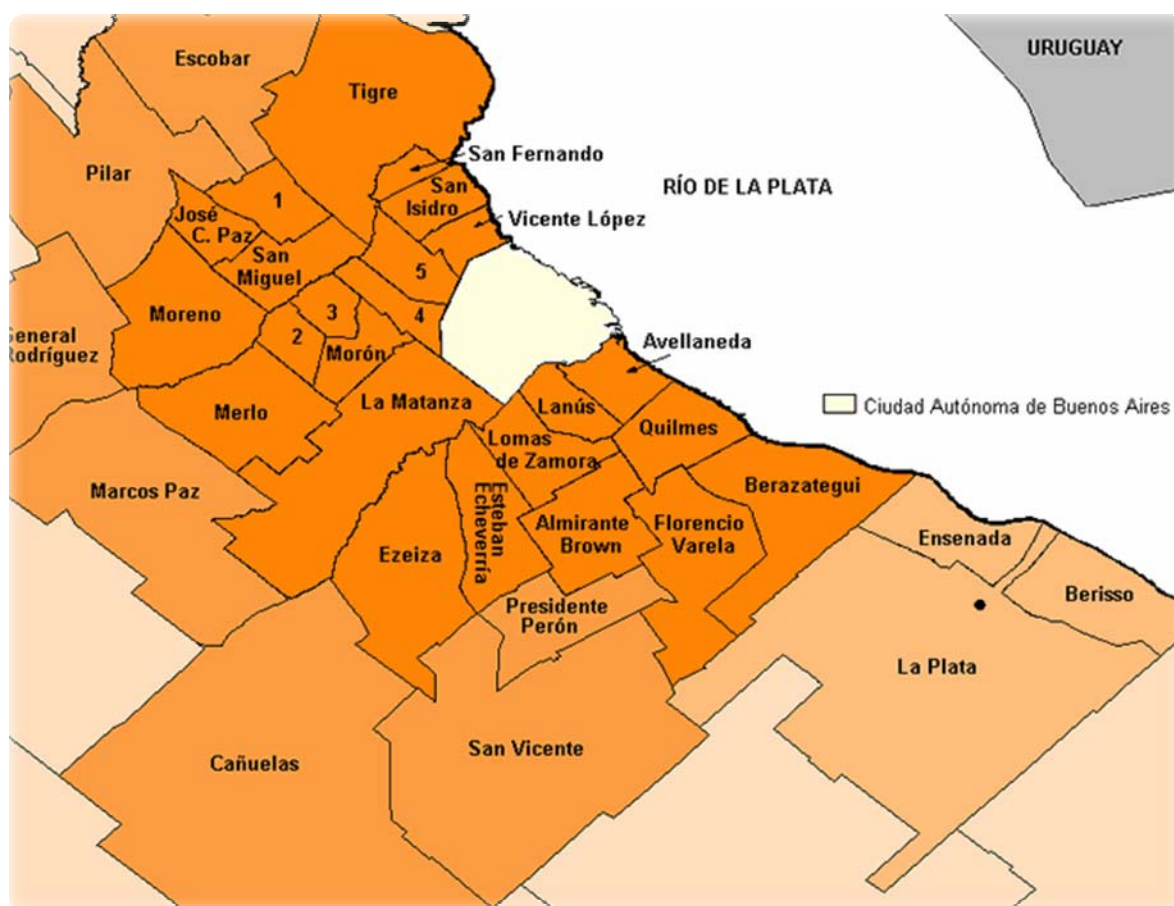 Escobar
URUGUAY
Tigre
San Fernando
Pilar
San
Isidro
RÍO DE LA PLATA
1
José
C. Paz
Vicente López
San
Miguel
5
Moreno
3
4
General
Rodríguez
2
Morón
Avellaneda
Merlo
La Matanza
Lanús
Ciudad Autónoma de Buenos Aires
Quilmes
Lomas
de Zamora
Marcos Paz
Esteban
Echeverría
Berazategui
Almirante
Brown
Florencio
Varela
Ezeiza
Ensenada
Berisso
Presidente
Perón
La Plata
San Vicente
Cañuelas